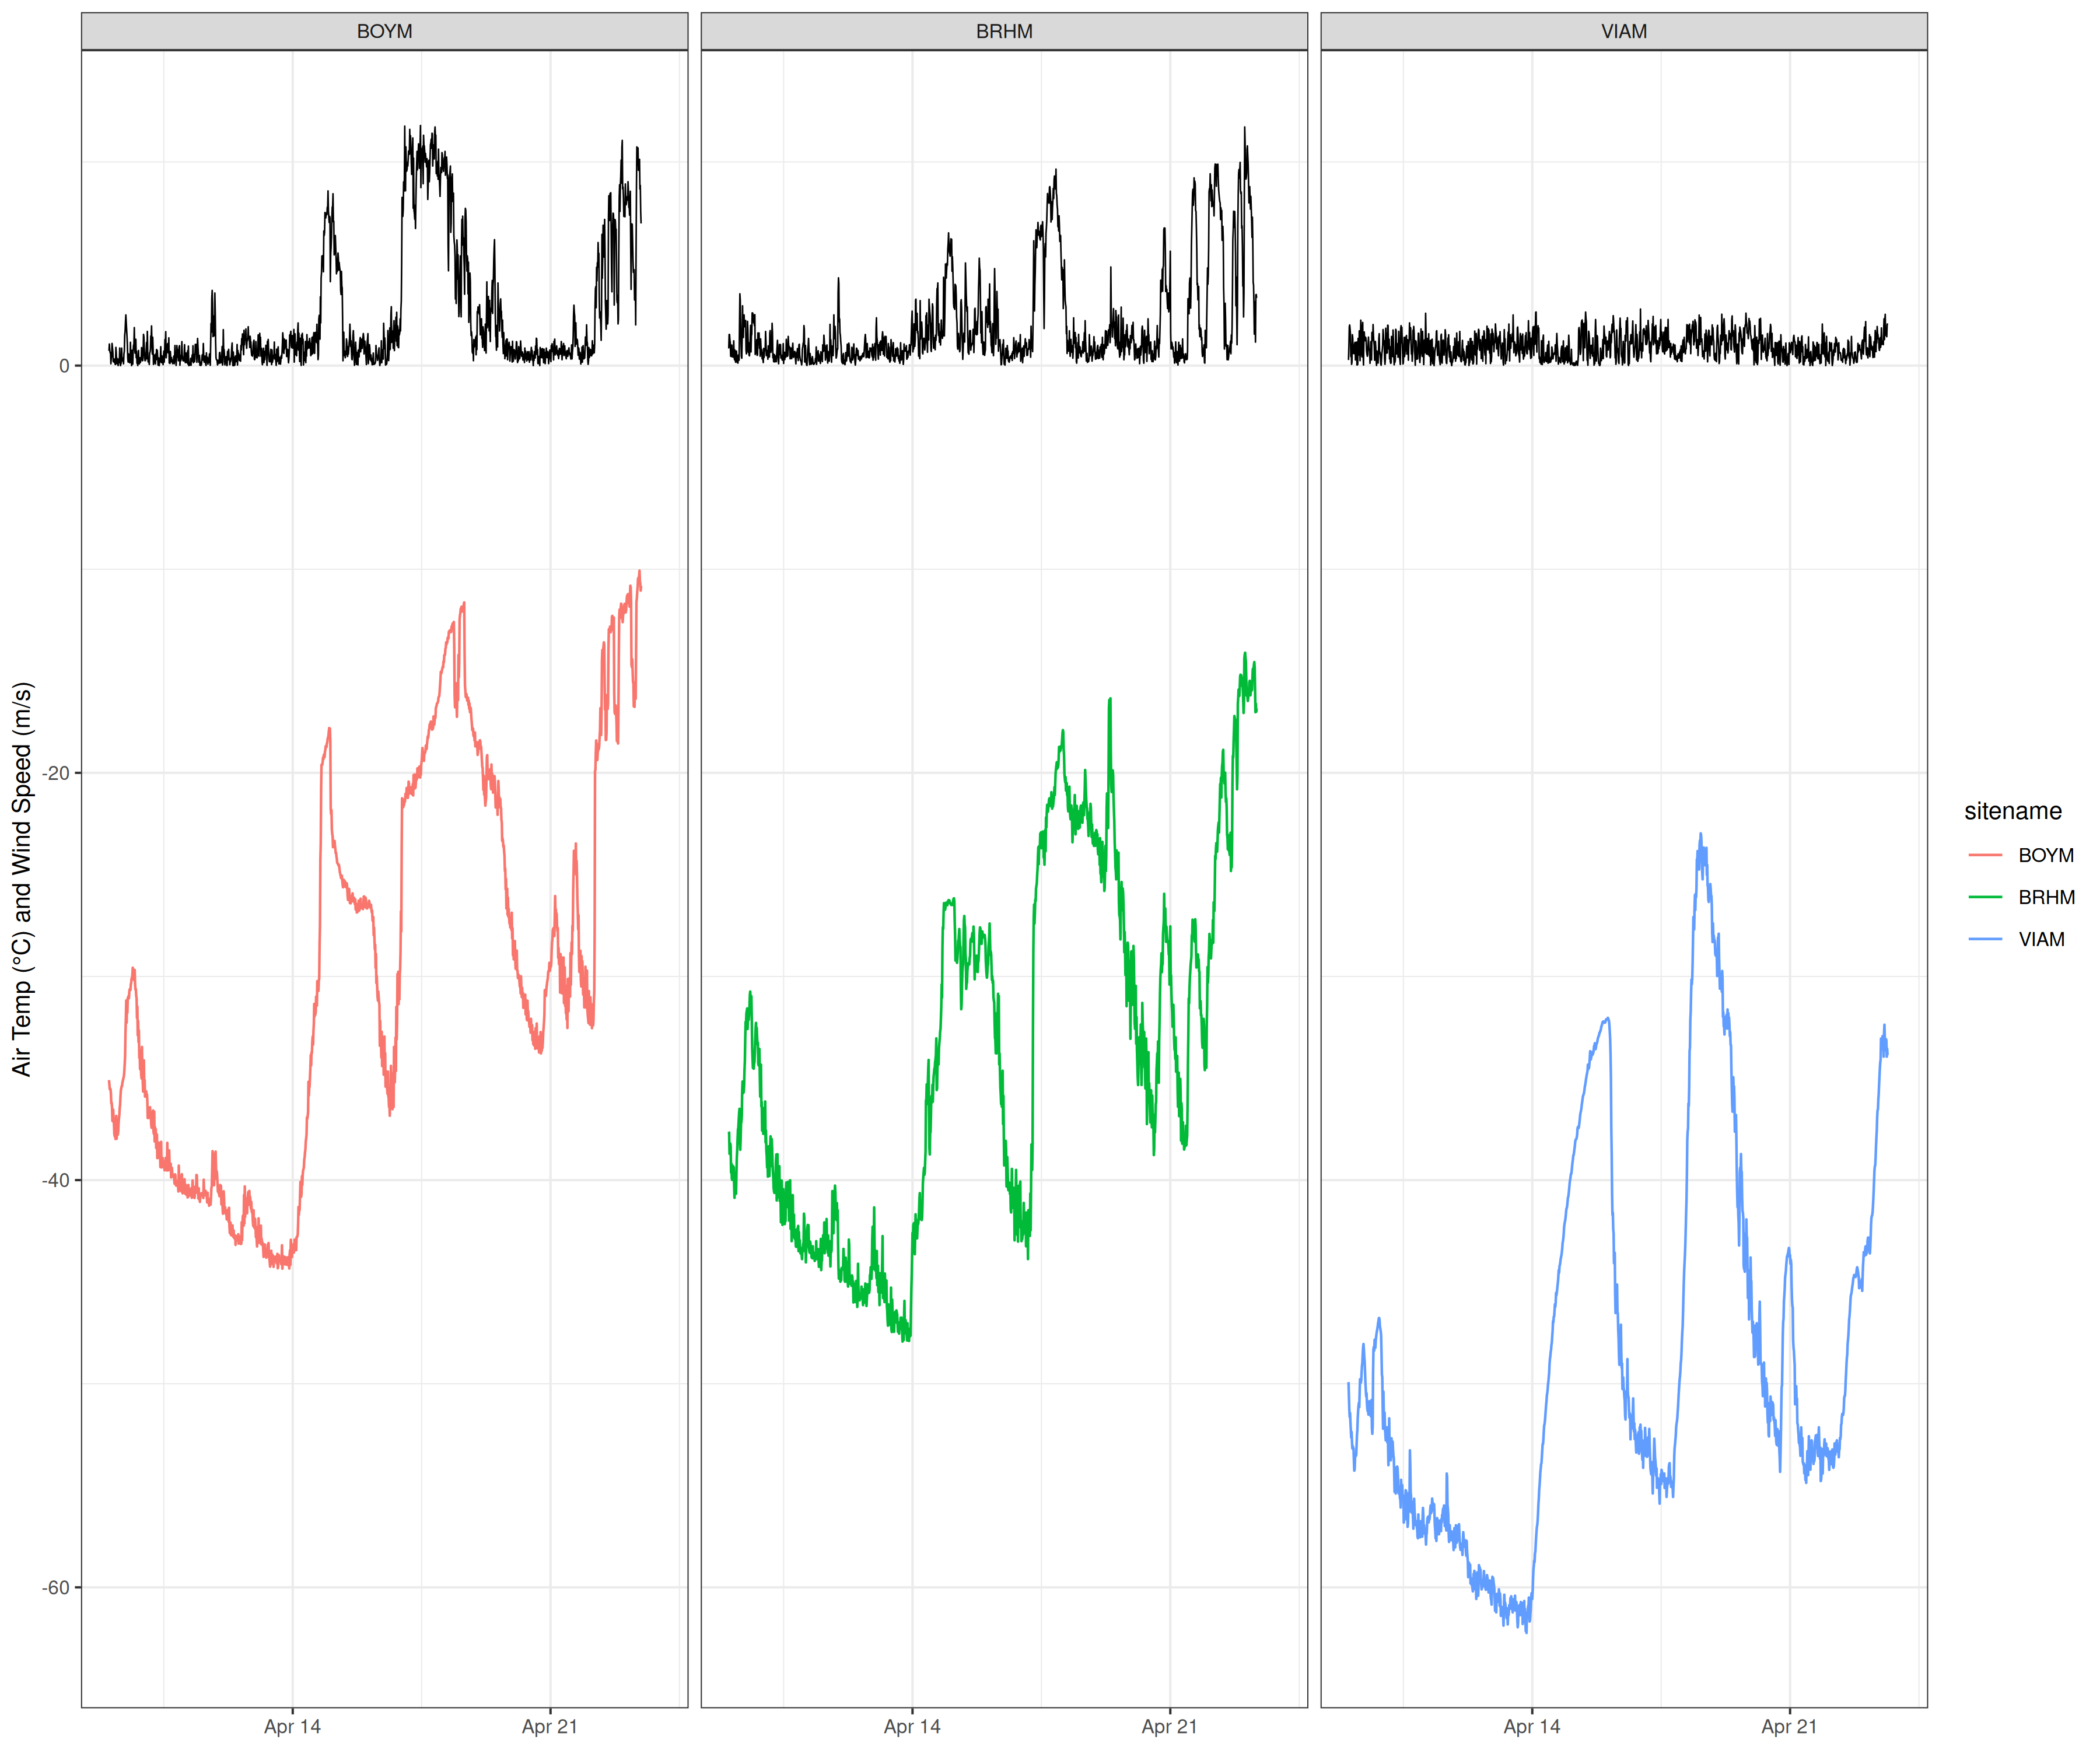 BOYM BRHM VIAM
Air Temp (°C) and Wind Speed (m/s)
0
-20
-40
-60
Apr 14 Apr 21 Apr 14 Apr 21 Apr 14 Apr 21
sitename
BOYM
BRHM
VIAM